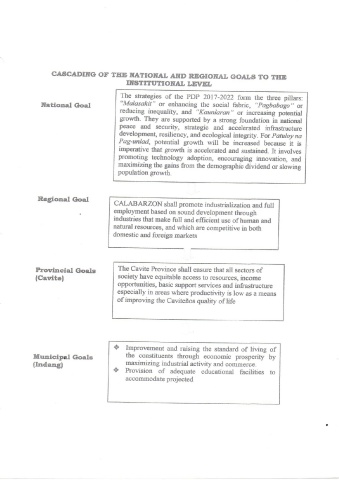 CASCADING OF THE NATIONAL AND REGIONAL GOALS TO THE
INSTITUTIONAL LEVEL
National Goal
The strategies of the PDP 2017-2022 form the three pillars:
"Malasakit" or enhancing the social fabric, "Pagbabago" or
reducing inequality, and "Kaunlaran" or increasing potential
growth. They are supported by a strong foundation in national
peace and security, strategic and accelerated infrastructure
development, resiliency, and ecological integrity. For Patuloy na
Pag-unlad, potential growth will be increased because it is
imperative that growth is accelerated and sustained. It involves
promoting technology adoption, encouraging innovation, and
maximizing the gains from the demographic dividend or slowing
population growth.
Regional Goal
CALABARZON shall promote industrialization and full
employment based on sound development through
industries that make full and efficient use of human and
natural resources, and which are competitive in both
domestic and foreign markets
Provincial Goals
(Cavite)
The Cavite Province shall ensure that all sectors of
society have equitable access to resources, income
opportunities, basic support services and infrastructure
especially in areas where productivity is low as a means
of improving the Caviteños quality of life
Municipal Goals
(Indang)
❖ Improvement and raising the standard of living of
the constituents through economic prosperity by
maximizing industrial activity and commerce
❖ Provision of adequate educational facilities to
accommodate projected